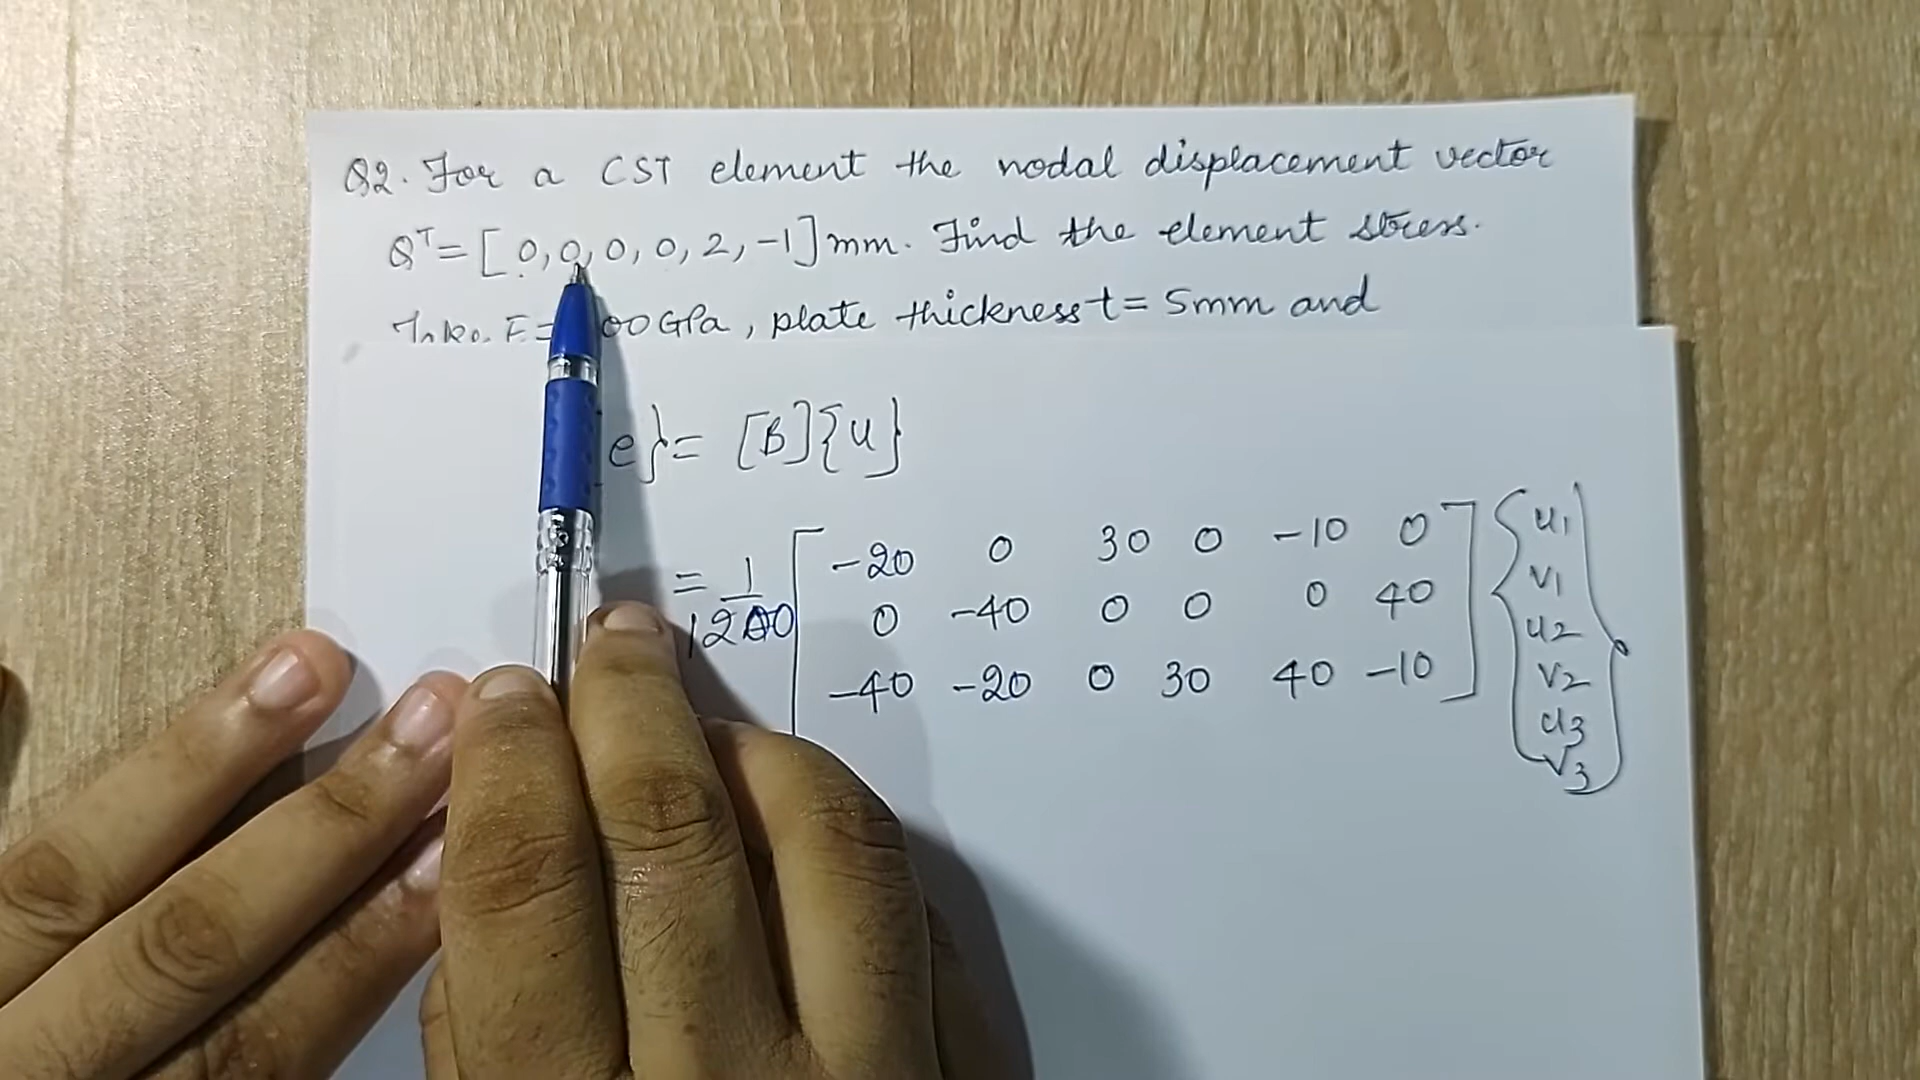 Q2. For a CST element the nodal displacement vector
Qᵀ = [0, 0, 0, 0, 2, -1] mm. Find the element stress.
00 GPa, plate thickness t = 5mm and
e} = [B]{u}
= 1/1200 [ -20 0 30 0 -10 0
0 -40 0 0 0 40
-40 -20 0 30 40 -10 ]
{ u1
v1
u2
v2
u3
v3 }